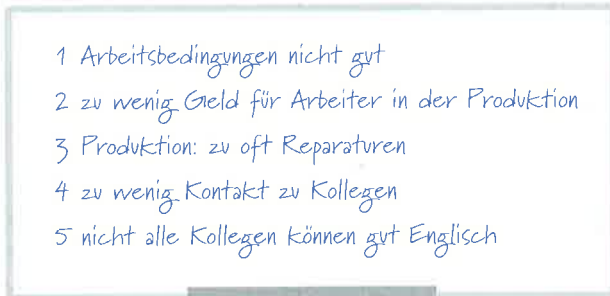 1 Arbeitsbedingungen nicht gut
2 zu wenig Geld für Arbeiter in der Produktion
3 Produktion: zu oft Reparaturen
4 zu wenig Kontakt zu Kollegen
5 nicht alle Kollegen können gut Englisch